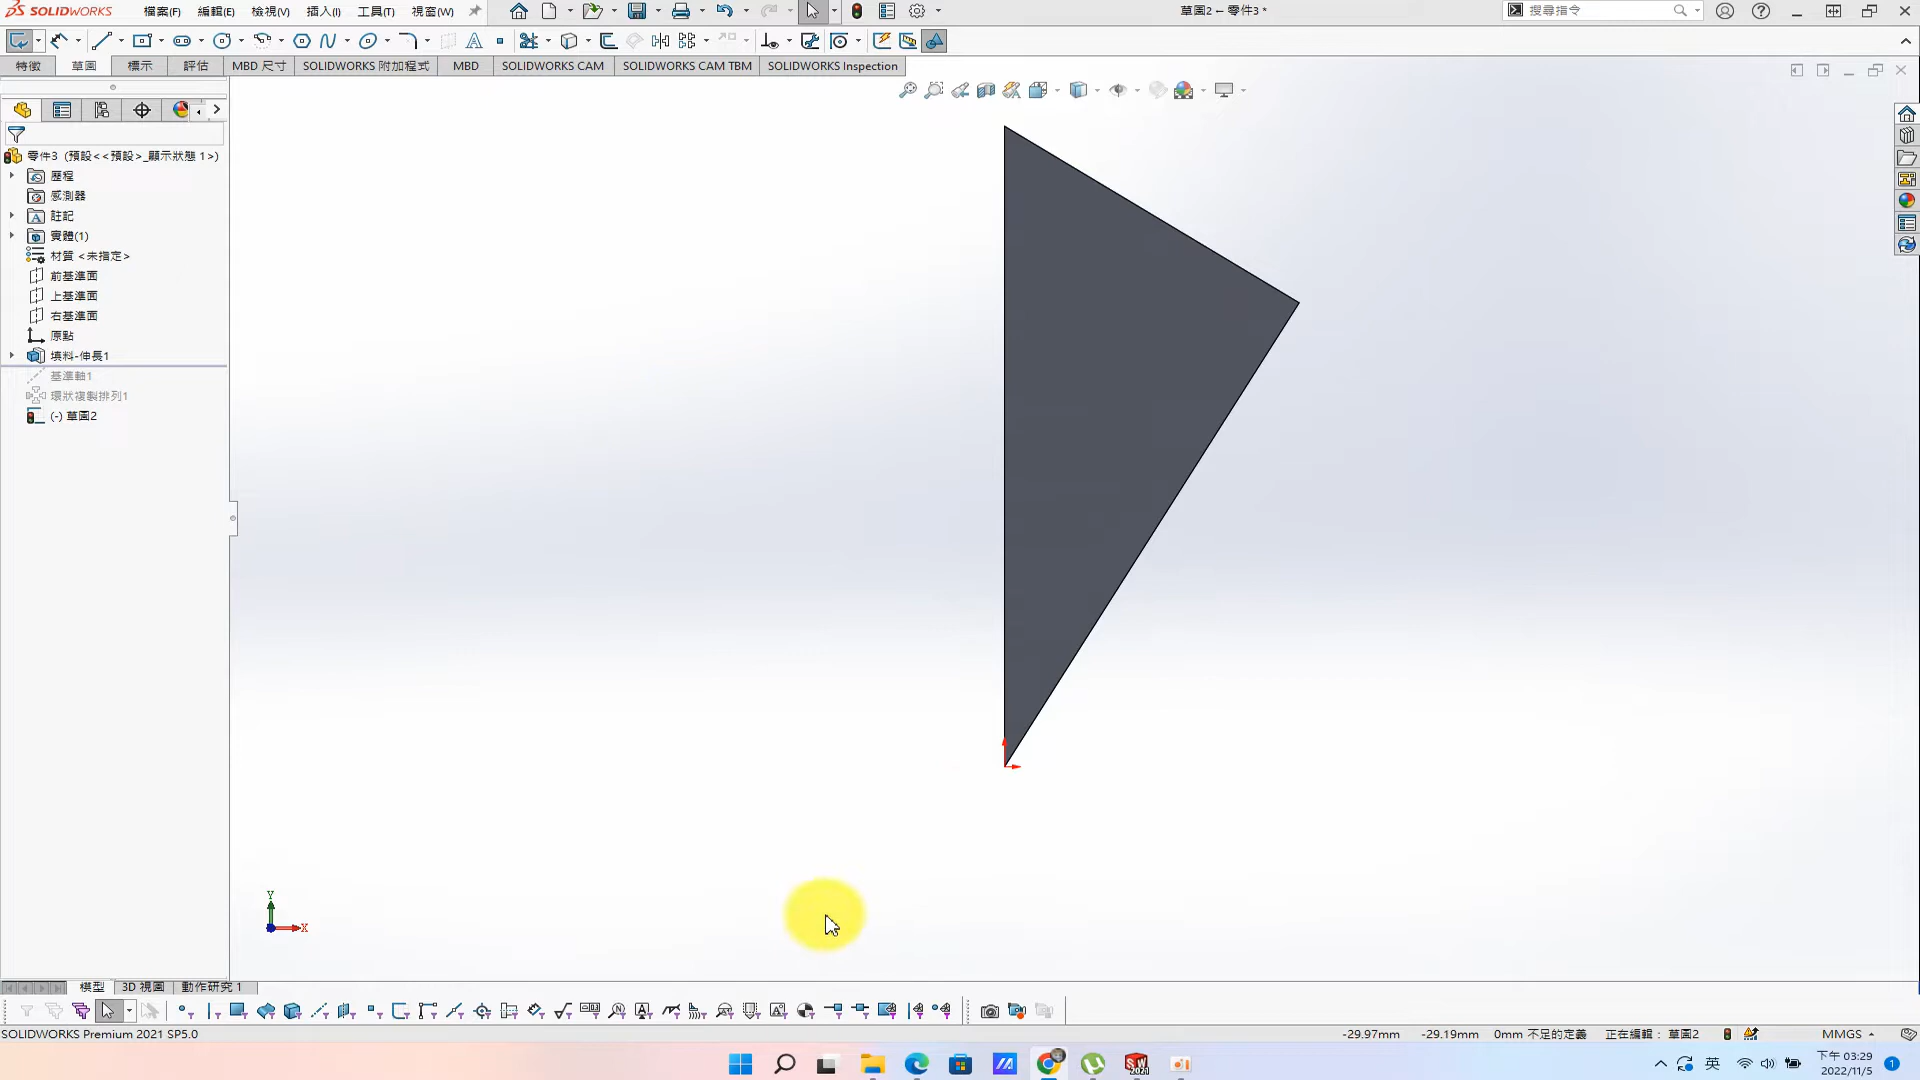 SOLIDWORKS 檔案(F) 編輯(E) 檢視(V) 插入(I) 工具(T) 視窗(W) 草圖2 – 零件3 * 搜尋指令
特徵 草圖 標示 評估 MBD 尺寸 SOLIDWORKS 附加程式 MBD SOLIDWORKS CAM SOLIDWORKS CAM TBM SOLIDWORKS Inspection
零件3 (預設<<預設>_顯示狀態 1>)
歷程
感測器
註記
實體(1)
材質 <未指定>
前基準面
上基準面
右基準面
原點
填料-伸長1
基準軸1
環狀複製排列1
(-) 草圖2
Y
X
模型 3D 視圖 動作研究 1
SOLIDWORKS Premium 2021 SP5.0 -29.97mm -29.19mm 0mm 不足的定義 正在編輯： 草圖2 MMGS
英 下午 03:29
2022/11/5 1